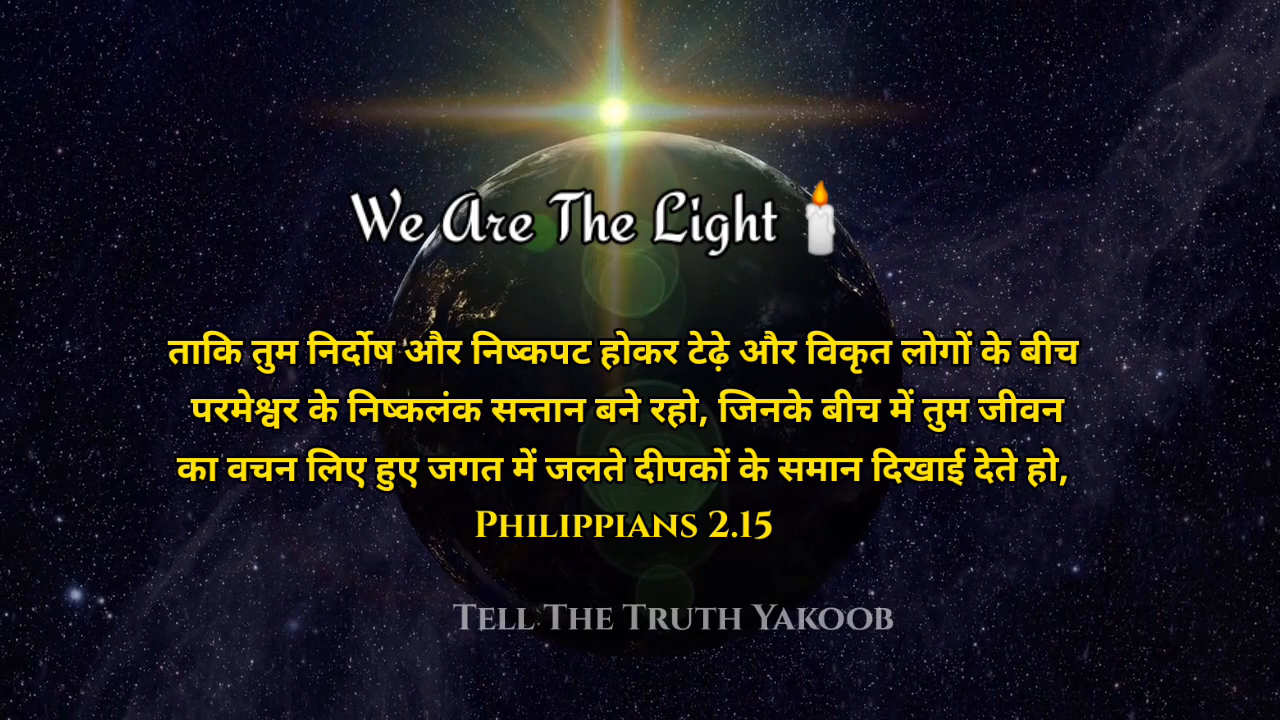 We Are The Light 🕯️
ताकि तुम निर्दोष और निष्कपट होकर टेढ़े और विकृत लोगों के बीच
परमेश्वर के निष्कलंक सन्तान बने रहो, जिनके बीच में तुम जीवन
का वचन लिए हुए जगत में जलते दीपकों के समान दिखाई देते हो,
Philippians 2.15
Tell The Truth Yakoob